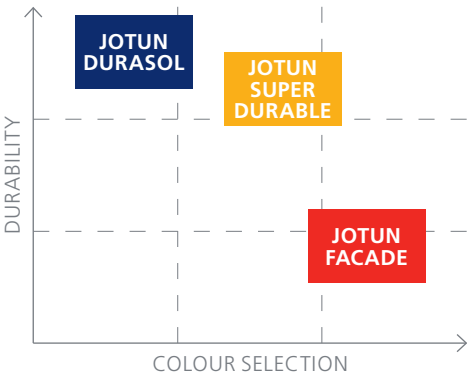 JOTUN
DURASOL
JOTUN
SUPER
DURABLE
JOTUN
FACADE
DURABILITY
COLOUR SELECTION